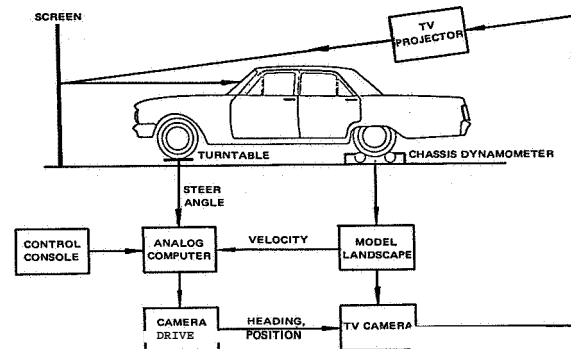 SCREEN
TV
PROJECTOR
TURNTABLE
CHASSIS DYNAMOMETER
STEER
ANGLE
CONTROL
CONSOLE
ANALOG
COMPUTER
VELOCITY
MODEL
LANDSCAPE
CAMERA
DRIVE
HEADING,
POSITION
TV CAMERA